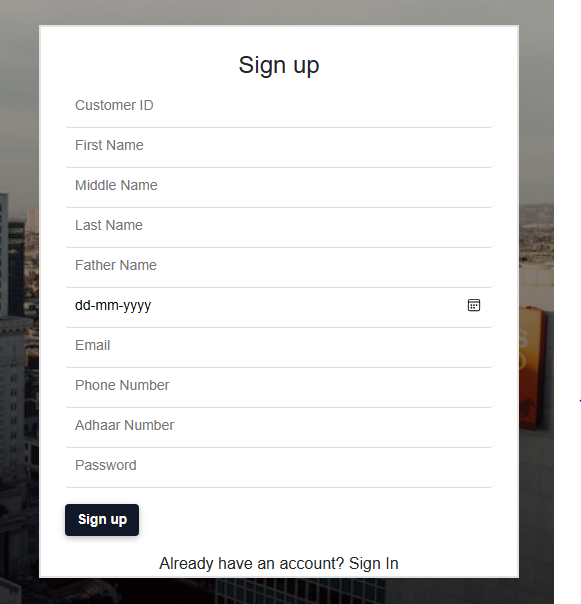 Sign up
Customer ID
First Name
Middle Name
Last Name
Father Name
dd-mm-yyyy
Email
Phone Number
Adhaar Number
Password
Sign up
Already have an account? Sign In